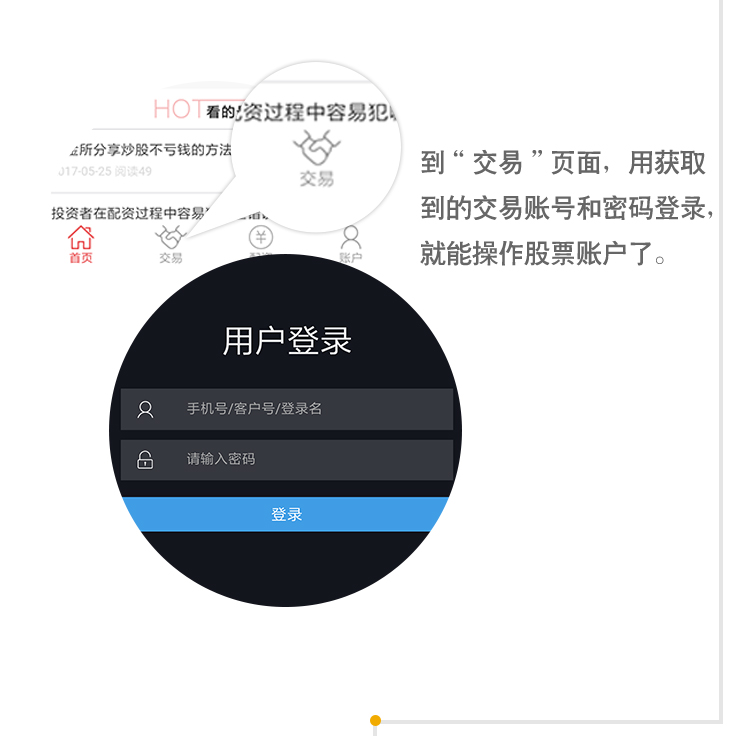 HOT
看的
资过程中容易犯
交易
金所分享炒股不亏钱的方法
017-05-25 阅读49
投资者在配资过程中容易
首页
交易
账户
到“交易”页面，用获取
到的交易账号和密码登录，
就能操作股票账户了。
用户登录
手机号/客户号/登录名
请输入密码
登录